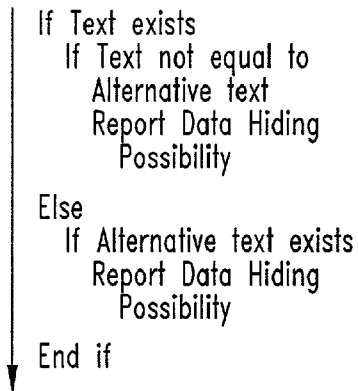 If Text exists
If Text not equal to
Alternative text
Report Data Hiding
Possibility
Else
If Alternative text exists
Report Data Hiding
Possibility
End if